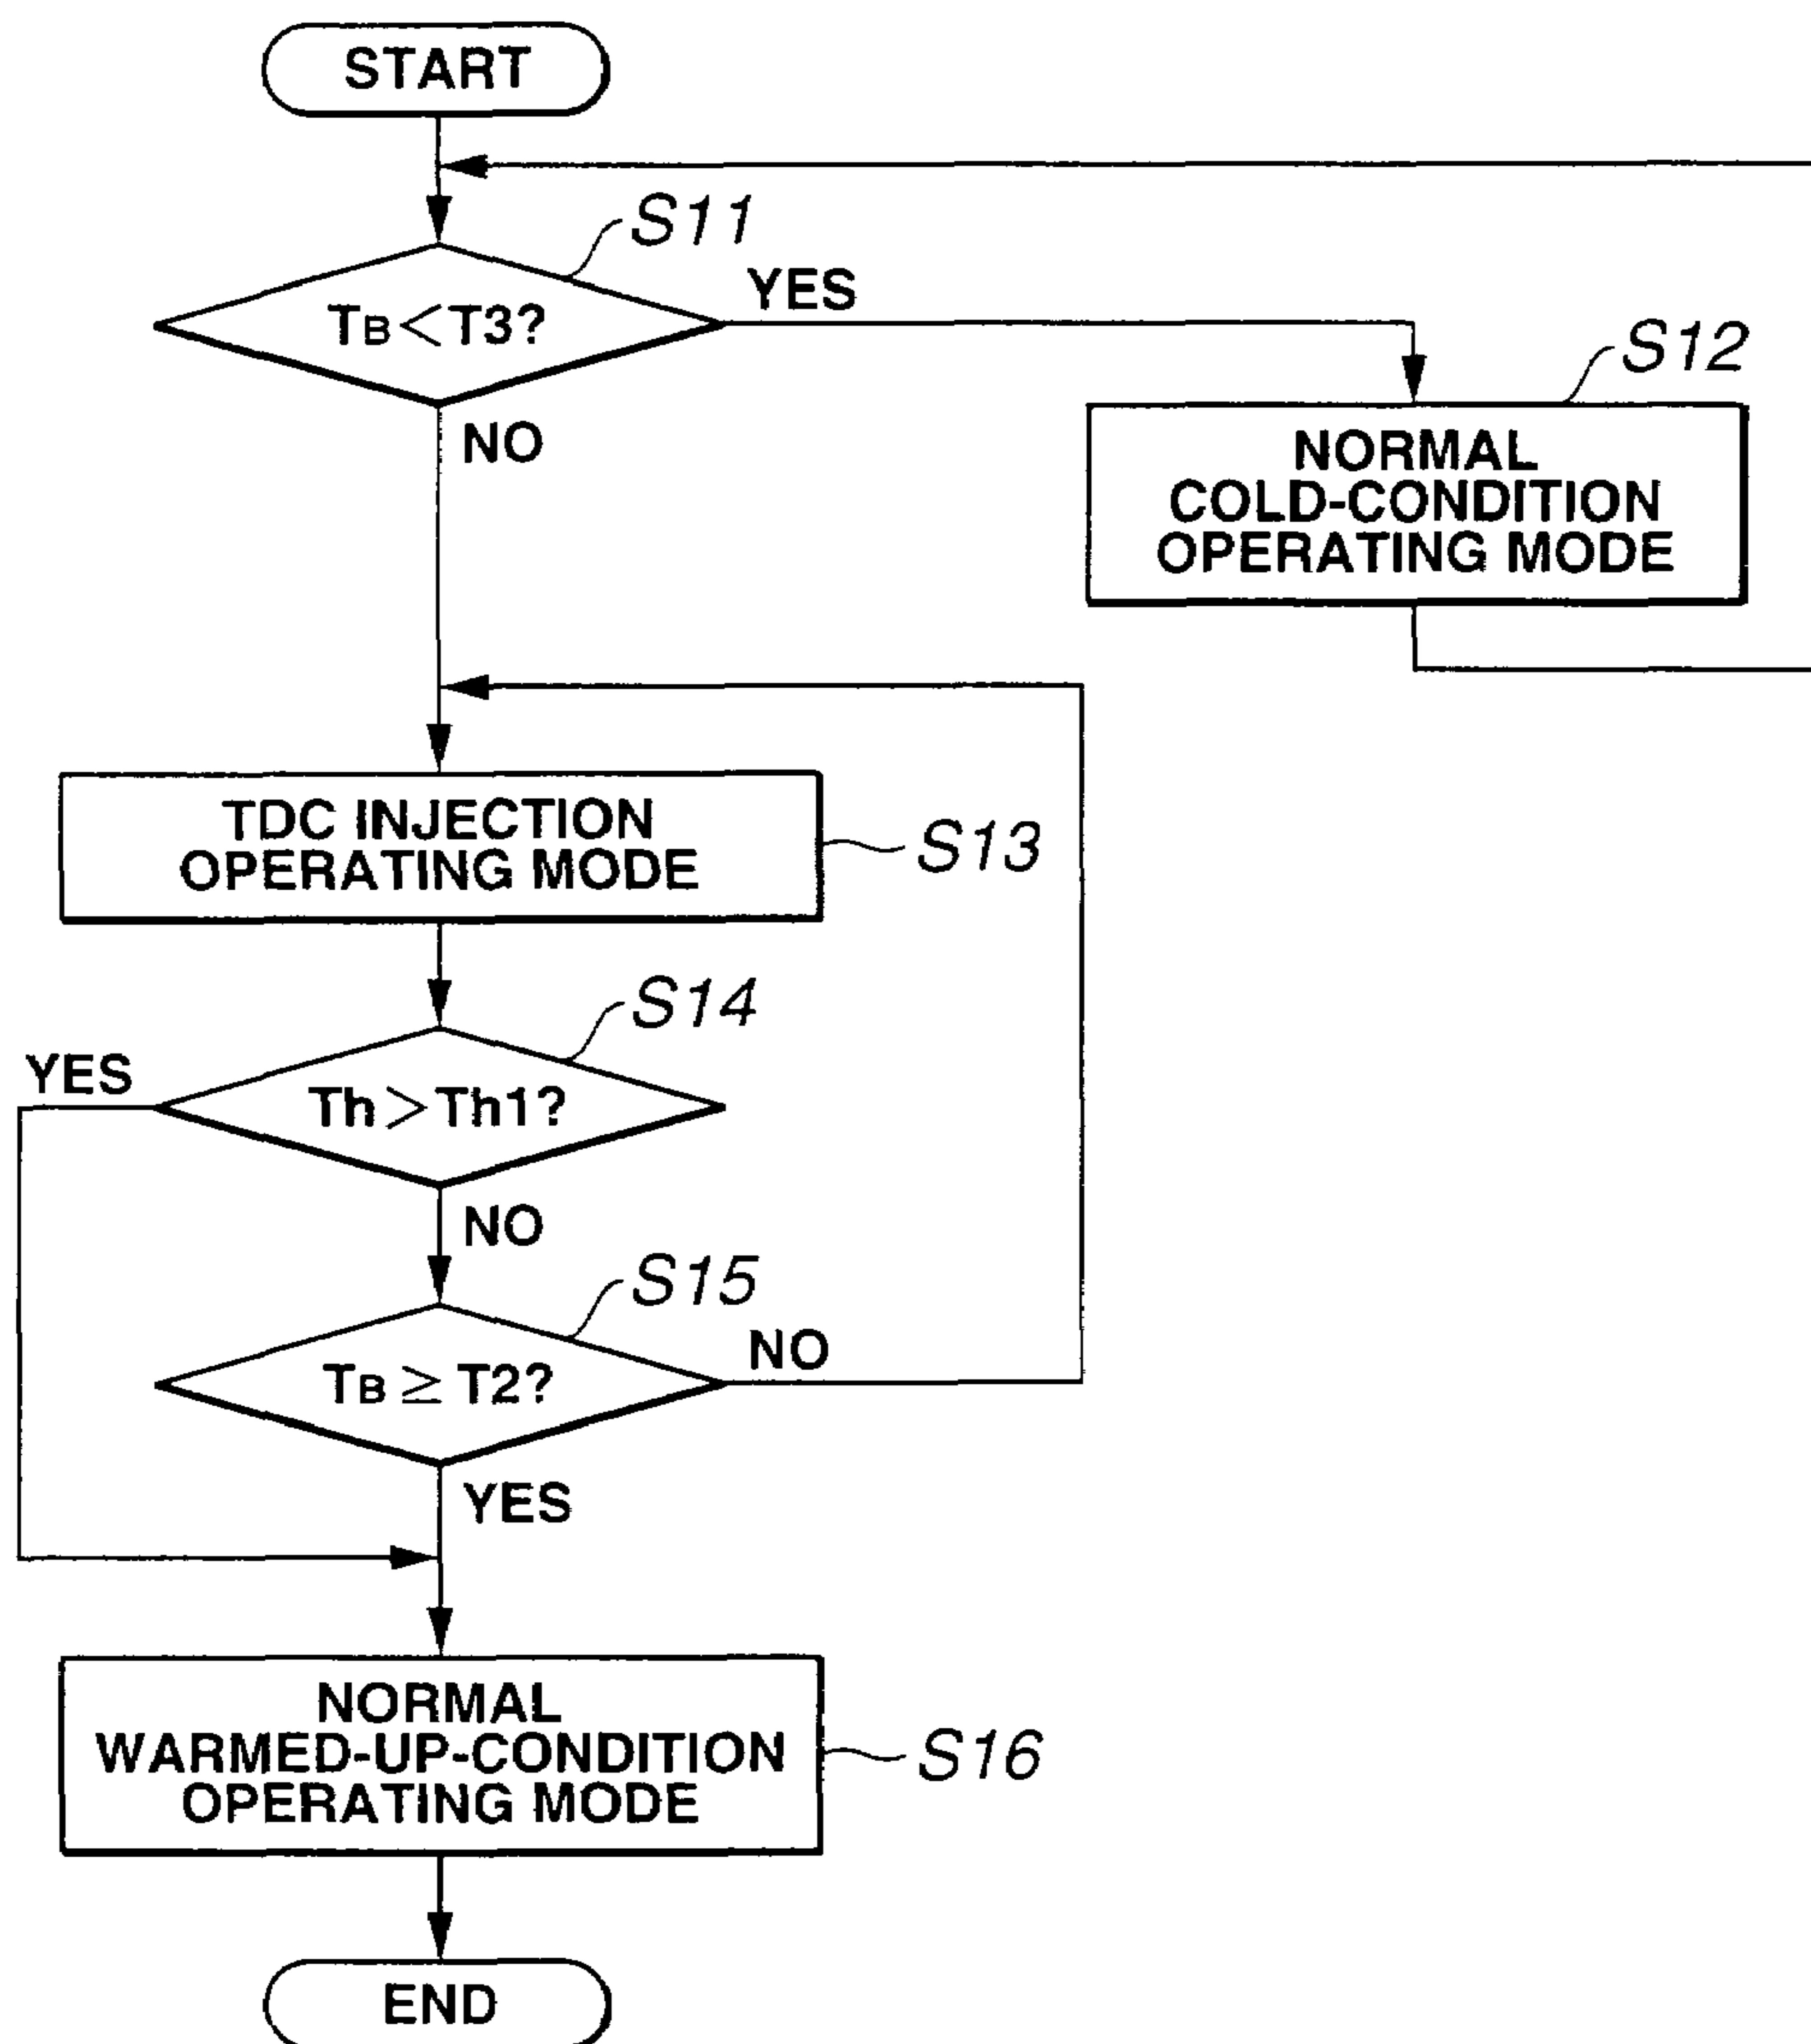 START
S11
TB<T3?
YES
NO
S12
NORMAL
COLD-CONDITION
OPERATING MODE
TDC INJECTION
OPERATING MODE
S13
S14
YES
Th>Th1?
NO
S15
TB≥T2?
NO
YES
NORMAL
WARMED-UP-CONDITION
OPERATING MODE
S16
END